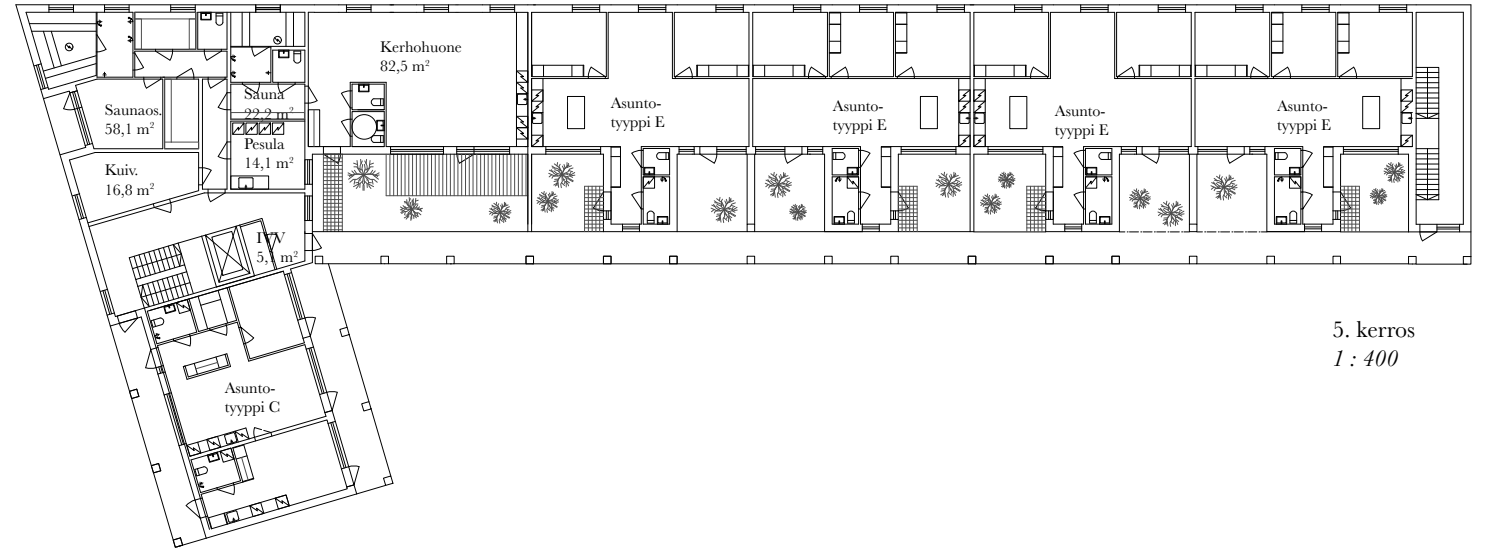 Kerhohuone
82,5 m²
Saunaos.
58,1 m²
Sauna
22,2 m²
Pesula
14,1 m²
Kuiv.
16,8 m²
IVV
5,1 m²
Asunto-
tyyppi E
Asunto-
tyyppi E
Asunto-
tyyppi E
Asunto-
tyyppi E
Asunto-
tyyppi C
5. kerros
1 : 400